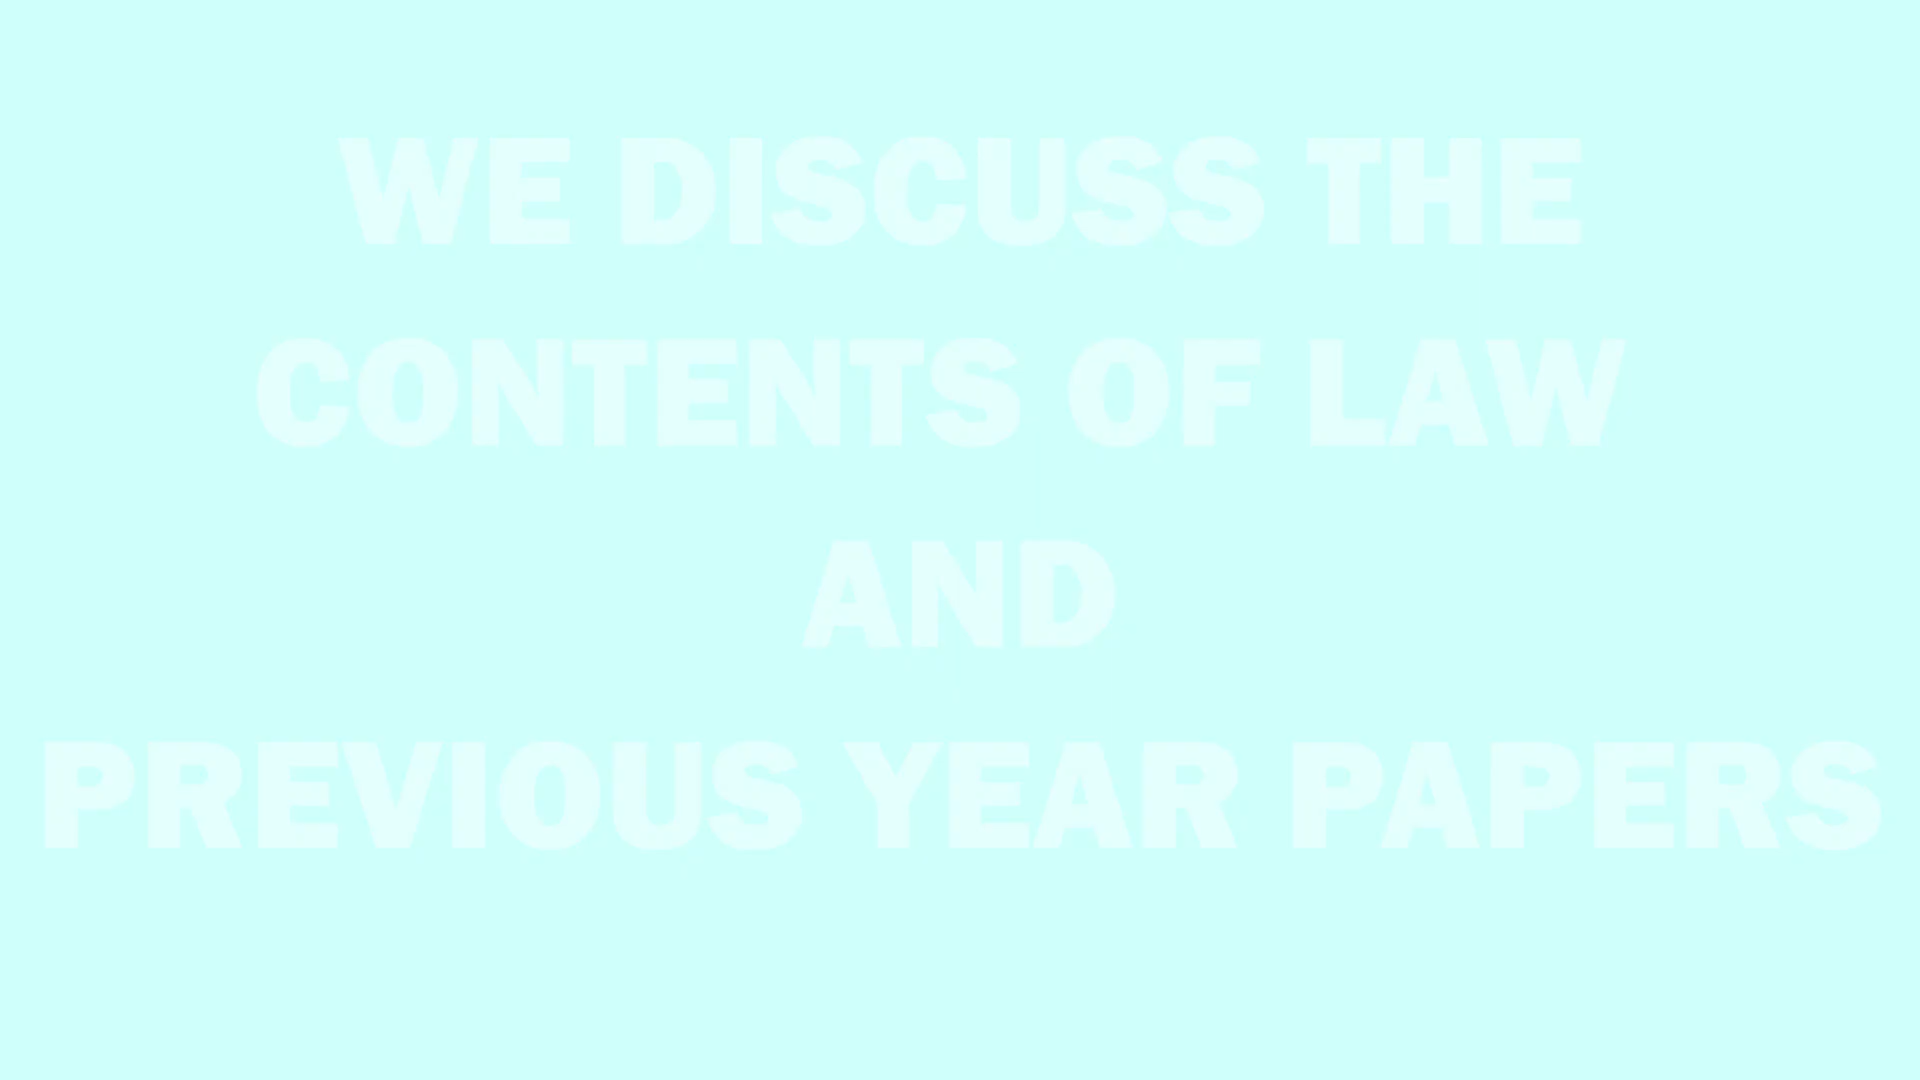 WE DISCUSS THE
CONTENTS OF LAW
AND
PREVIOUS YEAR PAPERS